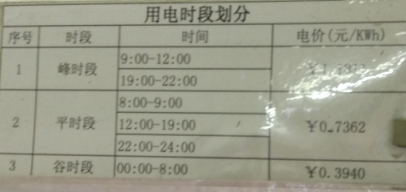 用电时段划分
序号 时段 时间 电价(元/KWh)
1 峰时段 9:00-12:00
19:00-22:00
2 平时段 8:00-9:00
12:00-19:00 ￥0.7362
22:00-24:00
3 谷时段 00:00-8:00 ￥0.3940